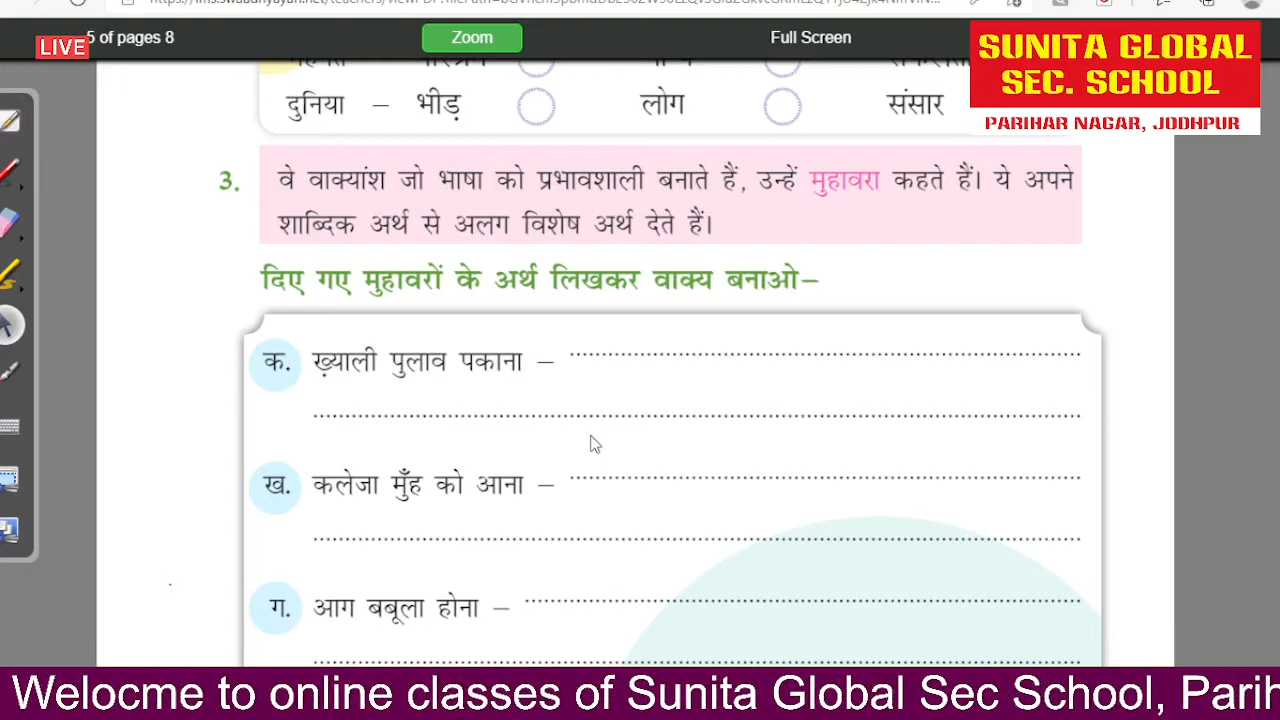 LIVE
5 of pages 8
Zoom
Full Screen
SUNITA GLOBAL
SEC. SCHOOL
PARIHAR NAGAR, JODHPUR
दुनिया – भीड़ लोग संसार
3. वे वाक्यांश जो भाषा को प्रभावशाली बनाते हैं, उन्हें मुहावरा कहते हैं। ये अपने
शाब्दिक अर्थ से अलग विशेष अर्थ देते हैं।
दिए गए मुहावरों के अर्थ लिखकर वाक्य बनाओ–
क. ख़्याली पुलाव पकाना –
ख. कलेजा मुँह को आना –
ग. आग बबूला होना –
Welocme to online classes of Sunita Global Sec School, Parih